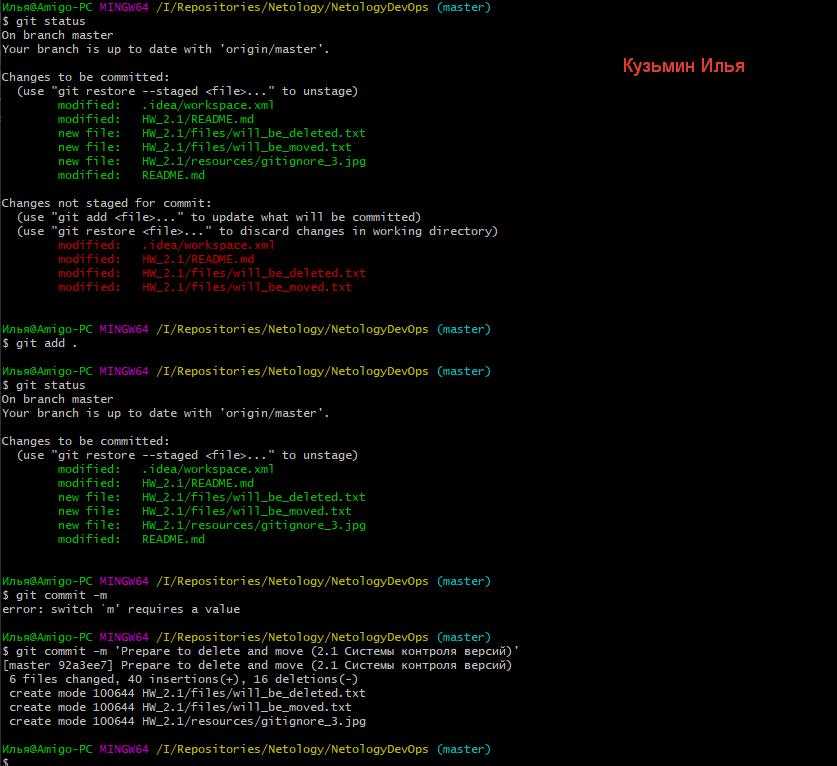 Илья@Amigo-PC MINGW64 /I/Repositories/Netology/NetologyDevOps (master)
$ git status
On branch master
Your branch is up to date with 'origin/master'.
Кузьмин Илья
Changes to be committed:
  (use "git restore --staged <file>..." to unstage)
        modified:   .idea/workspace.xml
        modified:   HW_2.1/README.md
        new file:   HW_2.1/files/will_be_deleted.txt
        new file:   HW_2.1/files/will_be_moved.txt
        new file:   HW_2.1/resources/gitignore_3.jpg
        modified:   README.md
Changes not staged for commit:
  (use "git add <file>..." to update what will be committed)
  (use "git restore <file>..." to discard changes in working directory)
        modified:   .idea/workspace.xml
        modified:   HW_2.1/README.md
        modified:   HW_2.1/files/will_be_deleted.txt
        modified:   HW_2.1/files/will_be_moved.txt
Илья@Amigo-PC MINGW64 /I/Repositories/Netology/NetologyDevOps (master)
$ git add .
Илья@Amigo-PC MINGW64 /I/Repositories/Netology/NetologyDevOps (master)
$ git status
On branch master
Your branch is up to date with 'origin/master'.
Changes to be committed:
  (use "git restore --staged <file>..." to unstage)
        modified:   .idea/workspace.xml
        modified:   HW_2.1/README.md
        new file:   HW_2.1/files/will_be_deleted.txt
        new file:   HW_2.1/files/will_be_moved.txt
        new file:   HW_2.1/resources/gitignore_3.jpg
        modified:   README.md
Илья@Amigo-PC MINGW64 /I/Repositories/Netology/NetologyDevOps (master)
$ git commit -m
error: switch `m' requires a value
Илья@Amigo-PC MINGW64 /I/Repositories/Netology/NetologyDevOps (master)
$ git commit -m 'Prepare to delete and move (2.1 Системы контроля версий)'
[master 92a3ee7] Prepare to delete and move (2.1 Системы контроля версий)
 6 files changed, 40 insertions(+), 16 deletions(-)
 create mode 100644 HW_2.1/files/will_be_deleted.txt
 create mode 100644 HW_2.1/files/will_be_moved.txt
 create mode 100644 HW_2.1/resources/gitignore_3.jpg
Илья@Amigo-PC MINGW64 /I/Repositories/Netology/NetologyDevOps (master)
$